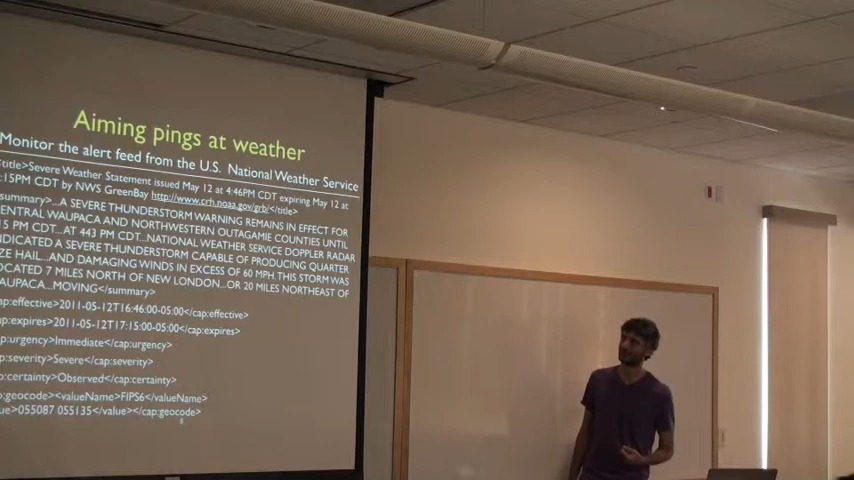 Aiming pings at weather
Monitor the alert feed from the U.S. National Weather Service
title>Severe Weather Statement issued May 12 at 4:46PM CDT expiring May 12 at
:15PM CDT by NWS GreenBay http://www.crh.noaa.gov/grb/</title>
summary>...A SEVERE THUNDERSTORM WARNING REMAINS IN EFFECT FOR
ENTRAL WAUPACA AND NORTHWESTERN OUTAGAMIE COUNTIES UNTIL
15 PM CDT...AT 443 PM CDT...NATIONAL WEATHER SERVICE DOPPLER RADAR
NDICATED A SEVERE THUNDERSTORM CAPABLE OF PRODUCING QUARTER
ZE HAIL...AND DAMAGING WINDS IN EXCESS OF 60 MPH. THIS STORM WAS
OCATED 7 MILES NORTH OF NEW LONDON...OR 20 MILES NORTHEAST OF
AUPACA...MOVING</summary>
cap:effective>2011-05-12T16:46:00-05:00</cap:effective>
cap:expires>2011-05-12T17:15:00-05:00</cap:expires>
ap:urgency>Immediate</cap:urgency>
ap:severity>Severe</cap:severity>
ap:certainty>Observed</cap:certainty>
ap:geocode><valueName>FIPS6</valueName>
ue>055087 055135</value></cap:geocode>